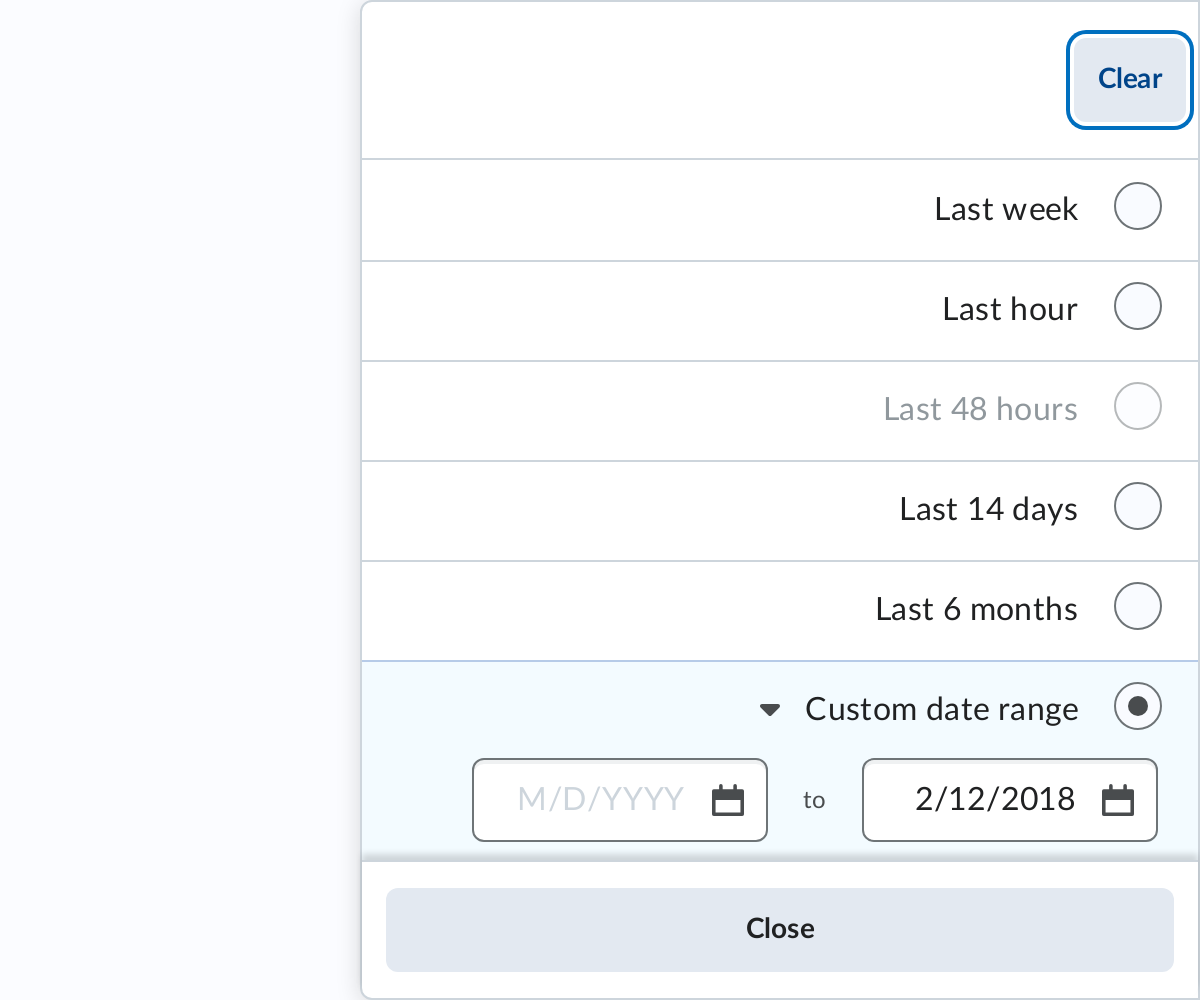 Clear
Last week
Last hour
Last 48 hours
Last 14 days
Last 6 months
Custom date range
M/D/YYYY to 2/12/2018
Close